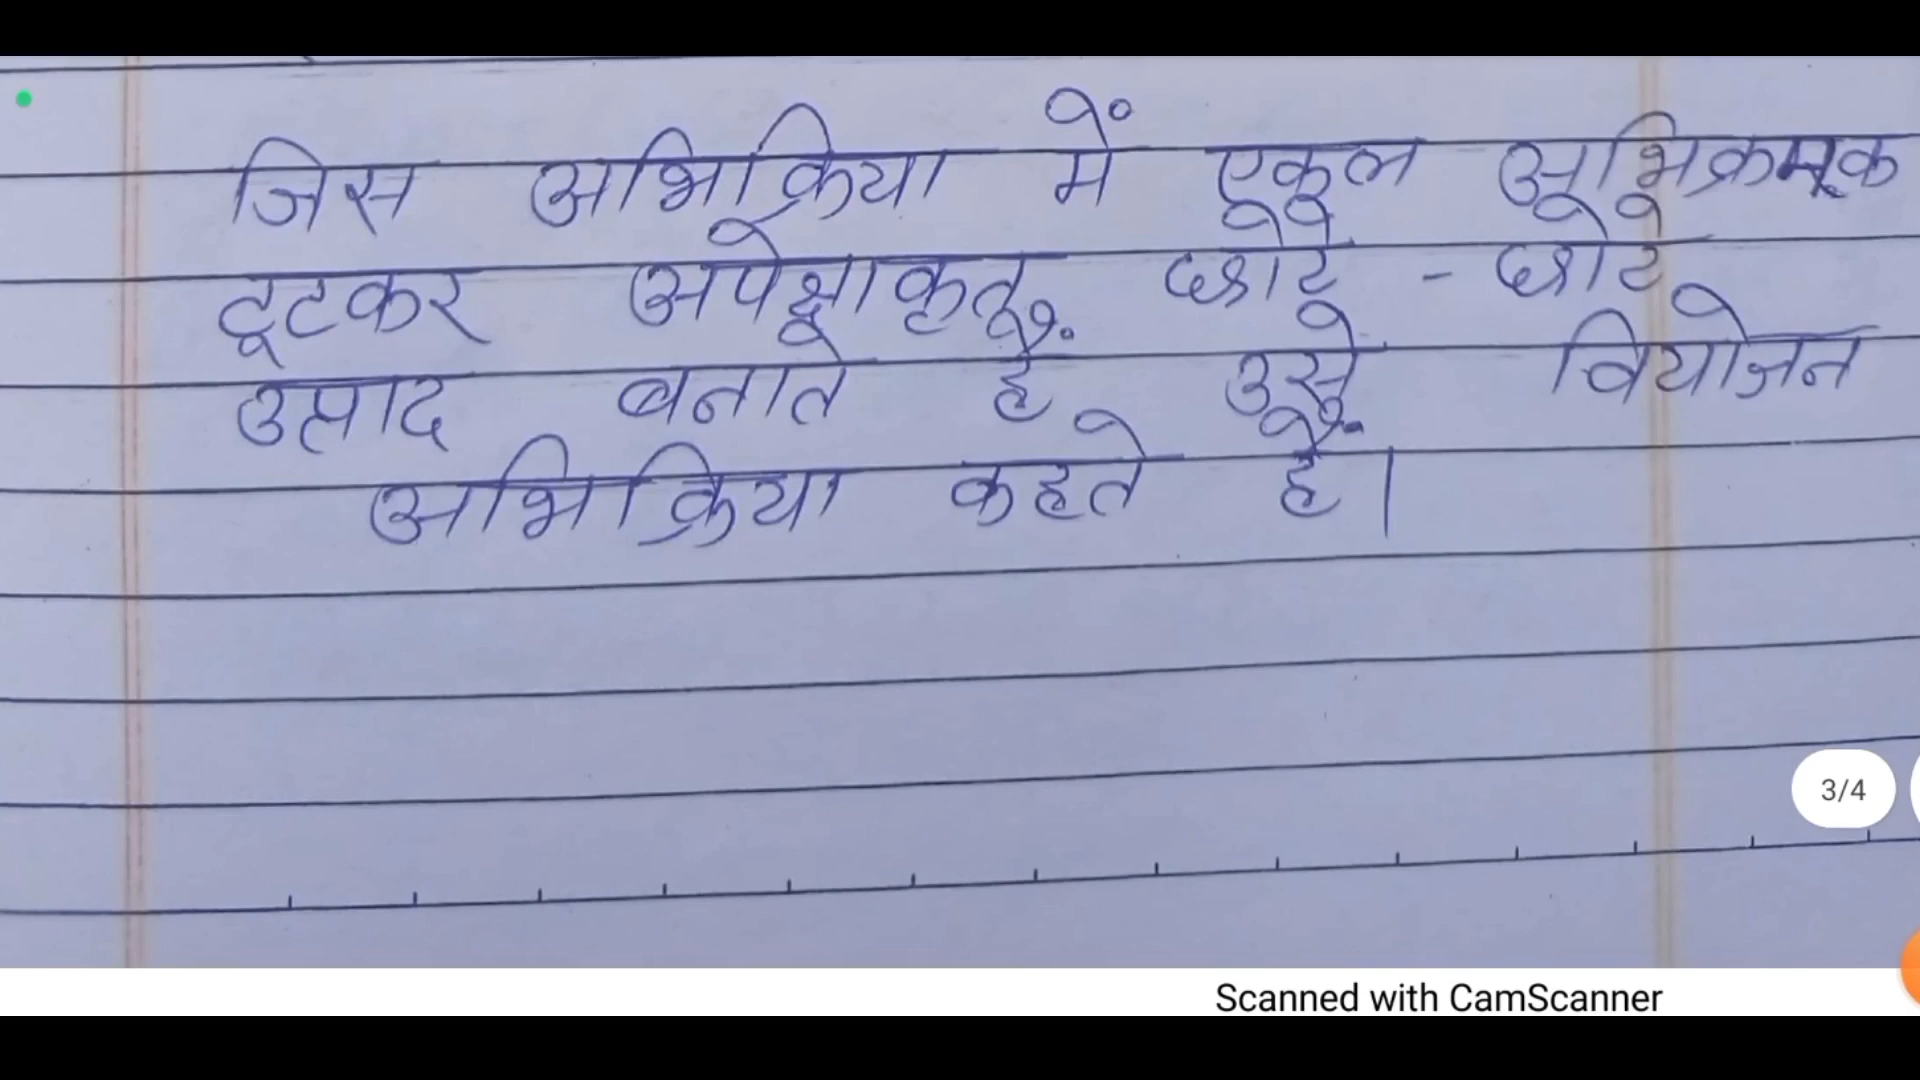 जिस अभिक्रिया में एकल अभिक्रमक
टूटकर अपेक्षाकृत छोटे - छोटे
उत्पाद बनाते हैं उसे वियोजन
अभिक्रिया कहते हैं।
3/4
Scanned with CamScanner